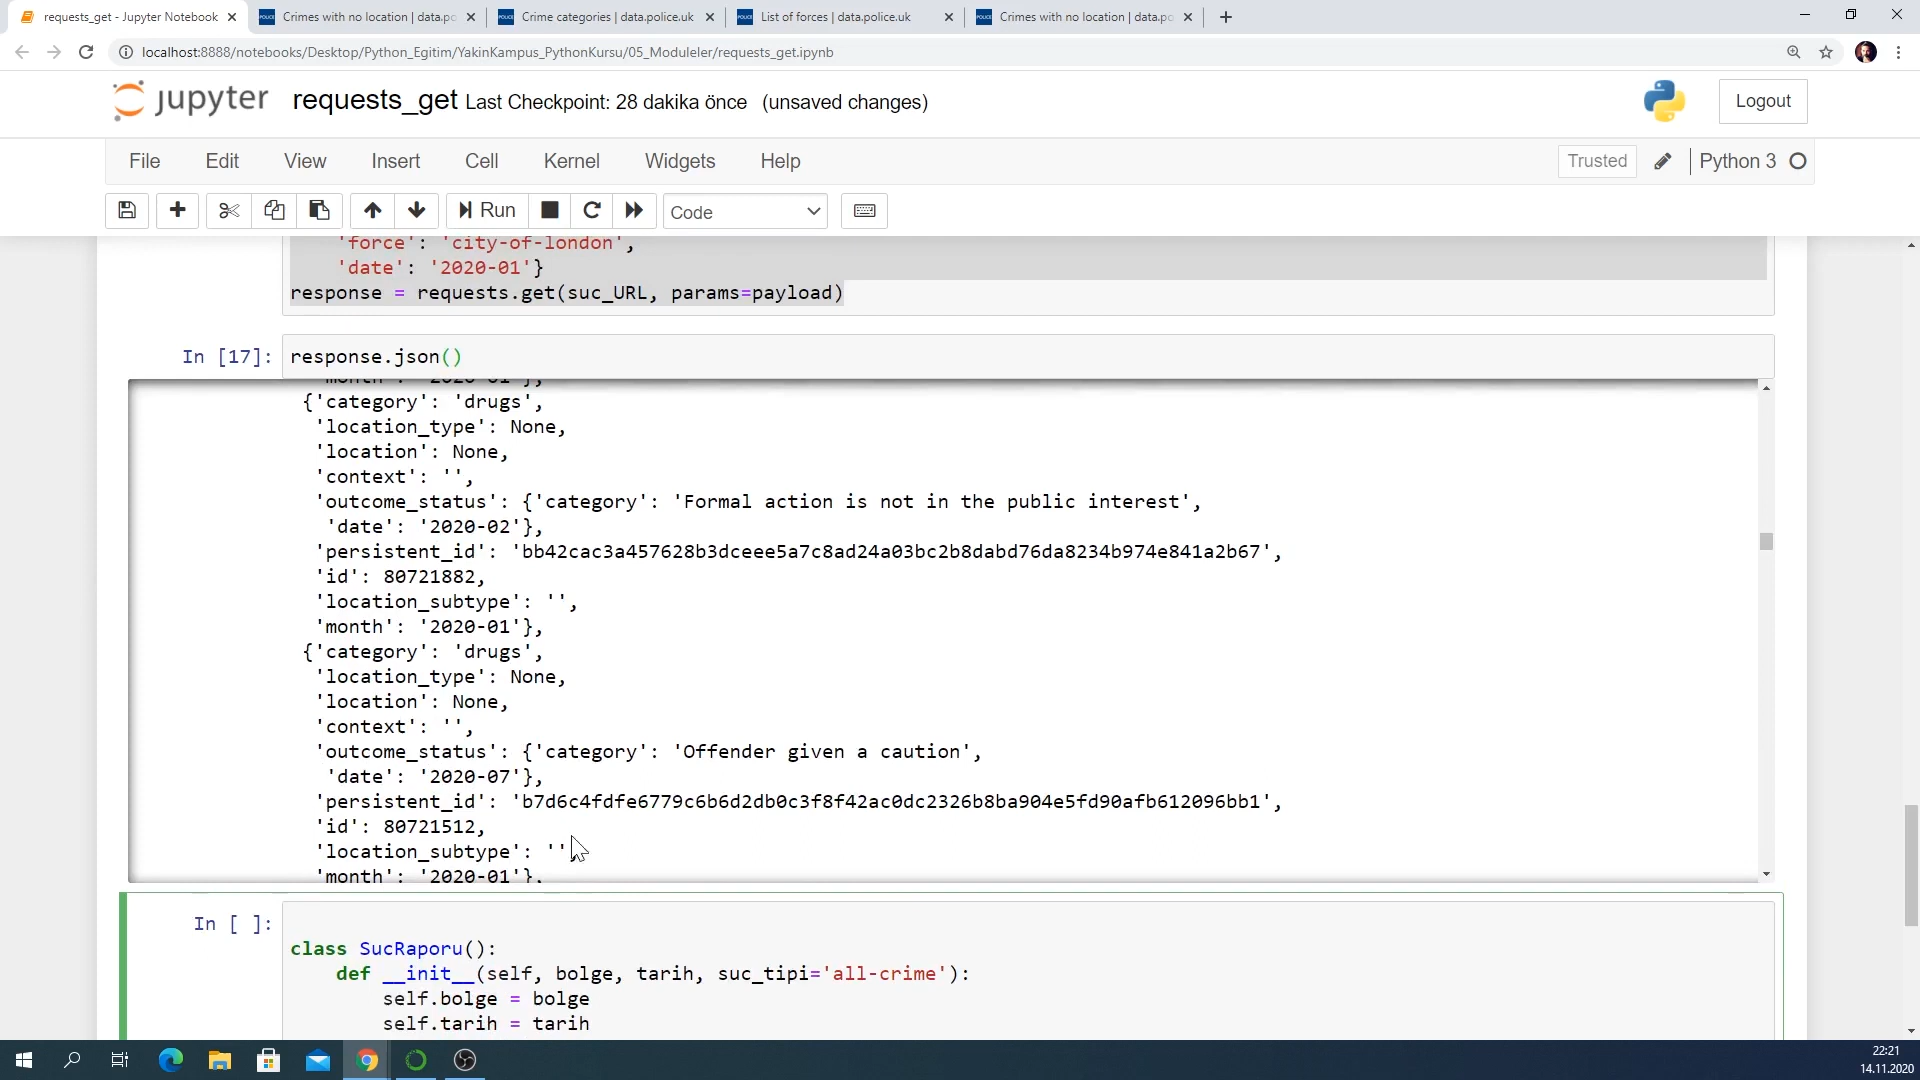 requests_get - Jupyter Notebook
Crimes with no location | data.po
Crime categories | data.police.uk
List of forces | data.police.uk
Crimes with no location | data.po
localhost:8888/notebooks/Desktop/Python_Egitim/YakinKampus_PythonKursu/05_Moduleler/requests_get.ipynb
jupyter requests_get Last Checkpoint: 28 dakika önce (unsaved changes)
Logout
File Edit View Insert Cell Kernel Widgets Help
Trusted
Python 3
Run
Code
'force': 'city-of-london',
'date': '2020-01'}
response = requests.get(suc_URL, params=payload)
In [17]: response.json()
'month': '2020-01'},
{'category': 'drugs',
'location_type': None,
'location': None,
'context': '',
'outcome_status': {'category': 'Formal action is not in the public interest',
'date': '2020-02'},
'persistent_id': 'bb42cac3a457628b3dceee5a7c8ad24a03bc2b8dabd76da8234b974e841a2b67',
'id': 80721882,
'location_subtype': '',
'month': '2020-01'},
{'category': 'drugs',
'location_type': None,
'location': None,
'context': '',
'outcome_status': {'category': 'Offender given a caution',
'date': '2020-07'},
'persistent_id': 'b7d6c4fdfe6779c6b6d2db0c3f8f42ac0dc2326b8ba904e5fd90afb612096bb1',
'id': 80721512,
'location_subtype': '',
'month': '2020-01'},
In [ ]:
class SucRaporu():
def __init__(self, bolge, tarih, suc_tipi='all-crime'):
self.bolge = bolge
self.tarih = tarih
22:21
14.11.2020